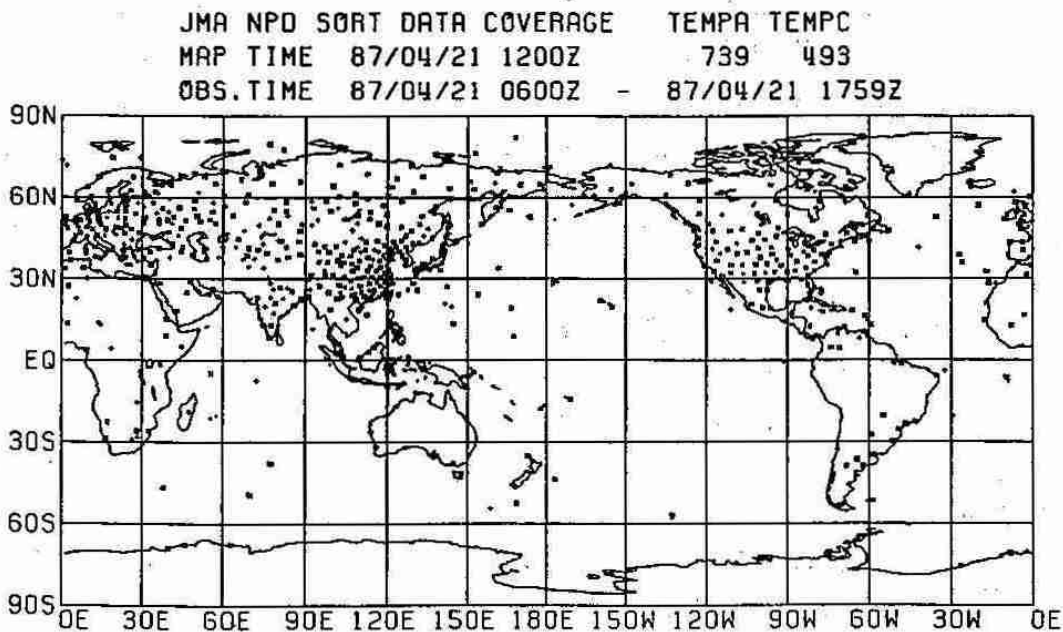 JMA NPD SORT DATA COVERAGE TEMPA TEMPC
MAP TIME 87/04/21 1200Z 739 493
OBS.TIME 87/04/21 0600Z - 87/04/21 1759Z
90N
60N
30N
EQ
30S
60S
90S
0E 30E 60E 90E 120E 150E 180E 150W 120W 90W 60W 30W 0E